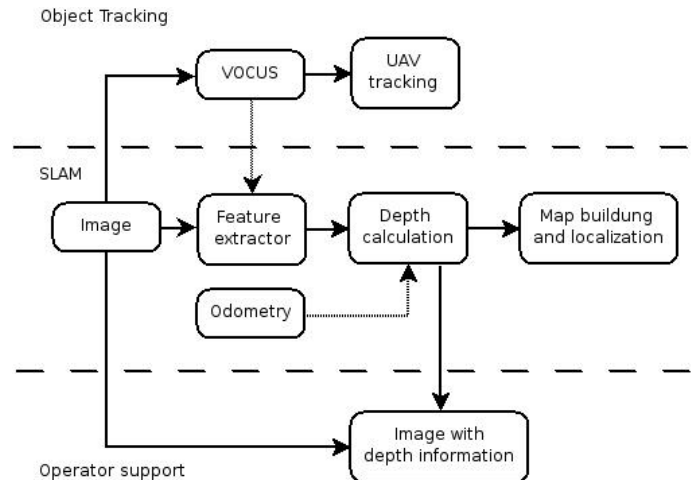 Object Tracking
VOCUS
UAV
tracking
SLAM
Image
Feature
extractor
Depth
calculation
Map buildung
and localization
Odometry
Image with
depth information
Operator support